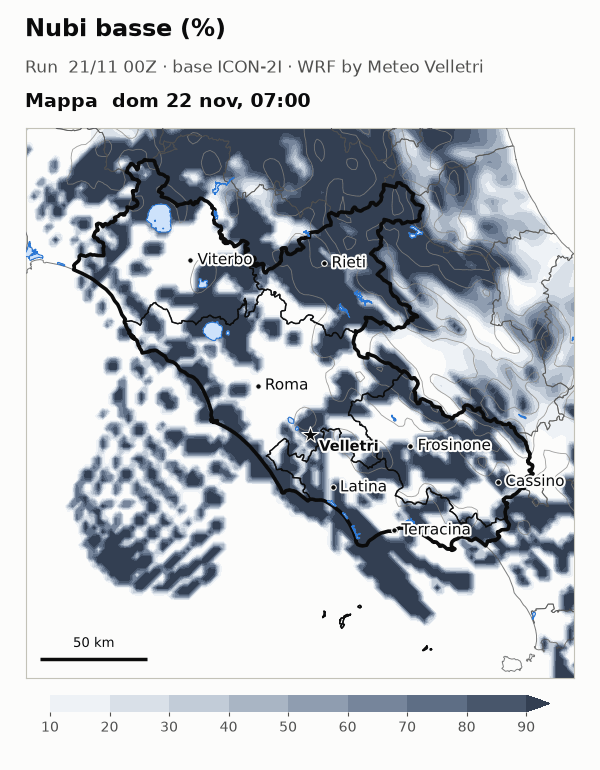 Nubi basse (%)
Run  21/11 00Z · base ICON-2I · WRF by Meteo Velletri
Mappa  dom 22 nov, 07:00
Viterbo
Rieti
Roma
Velletri
Frosinone
Cassino
Latina
Terracina
50 km
10 20 30 40 50 60 70 80 90